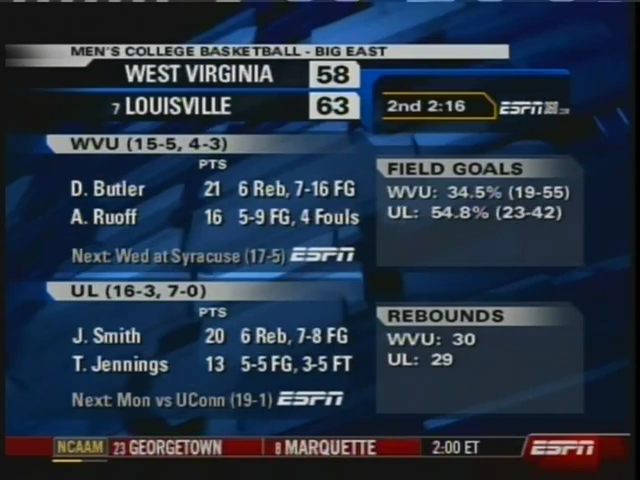 MEN'S COLLEGE BASKETBALL - BIG EAST
WEST VIRGINIA 58
7 LOUISVILLE 63
2nd 2:16 ESPN
WVU (15-5, 4-3)
PTS
D. Butler 21 6 Reb, 7-16 FG
A. Ruoff 16 5-9 FG, 4 Fouls
Next: Wed at Syracuse (17-5) ESPN
FIELD GOALS
WVU: 34.5% (19-55)
UL: 54.8% (23-42)
UL (16-3, 7-0)
PTS
J. Smith 20 6 Reb, 7-8 FG
T. Jennings 13 5-5 FG, 3-5 FT
Next: Mon vs UConn (19-1) ESPN
REBOUNDS
WVU: 30
UL: 29
NCAAM 23 GEORGETOWN 8 MARQUETTE 2:00 ET ESPN